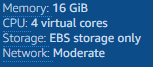 Memory: 16 GiB
CPU: 4 virtual cores
Storage: EBS storage only
Network: Moderate